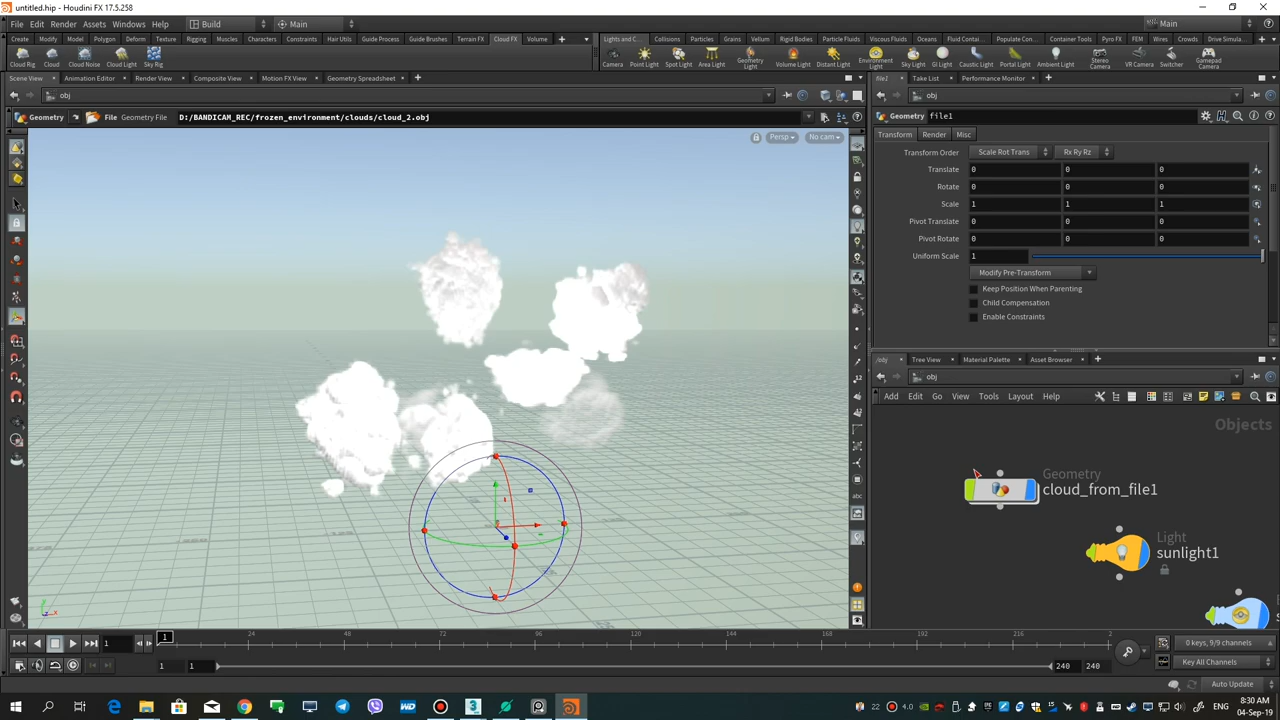 untitled.hip - Houdini FX 17.5.258
File Edit Render Assets Windows Help Build Main Main
Create Modify Model Polygon Deform Texture Rigging Muscles Characters Constraints Hair Utils Guide Process Guide Brushes Terrain FX Cloud FX Volume
Lights and C... Collisions Particles Grains Vellum Rigid Bodies Particle Fluids Viscous Fluids Oceans Fluid Contai... Populate Con... Container Tools Pyro FX FEM Wires Crowds Drive Simula...
Cloud Rig Cloud Cloud Noise Cloud Light Sky Rig
Camera Point Light Spot Light Area Light Geometry Light Volume Light Distant Light Environment Light Sky Light GI Light Caustic Light Portal Light Ambient Light Stereo Camera VR Camera Switcher Gamepad Camera
Scene View Animation Editor Render View Composite View Motion FX View Geometry Spreadsheet
file1 Take List Performance Monitor
obj
obj
Geometry File Geometry File D:/BANDICAM_REC/frozen_environment/clouds/cloud_2.obj
Geometry file1
Persp No cam
Transform Render Misc
Transform Order Scale Rot Trans Rx Ry Rz
Translate 0 0 0
Rotate 0 0 0
Scale 1 1 1
Pivot Translate 0 0 0
Pivot Rotate 0 0 0
Uniform Scale 1
Modify Pre-Transform
Keep Position When Parenting
Child Compensation
Enable Constraints
/obj Tree View Material Palette Asset Browser
obj
Add Edit Go View Tools Layout Help
Objects
Geometry
cloud_from_file1
Light
sunlight1
12
abc
z x
1 1 24 48 72 96 120 144 168 192 216 2
1 1 240 240
0 keys, 9/9 channels
Key All Channels
Auto Update
22 4.0 ENG 8:30 AM
04-Sep-19